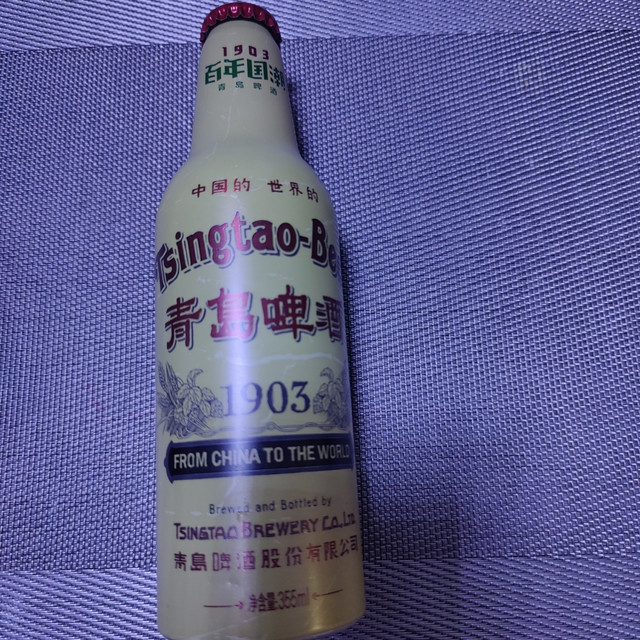 1903
百年国潮
青島啤酒
中国的 世界的
Tsingtao-Be
青島啤酒
1903
FROM CHINA TO THE WORLD
Brewed and Bottled by
TSINGTAO BREWERY CO.,LTD.
青島啤酒股份有限公司
净含量:355ml